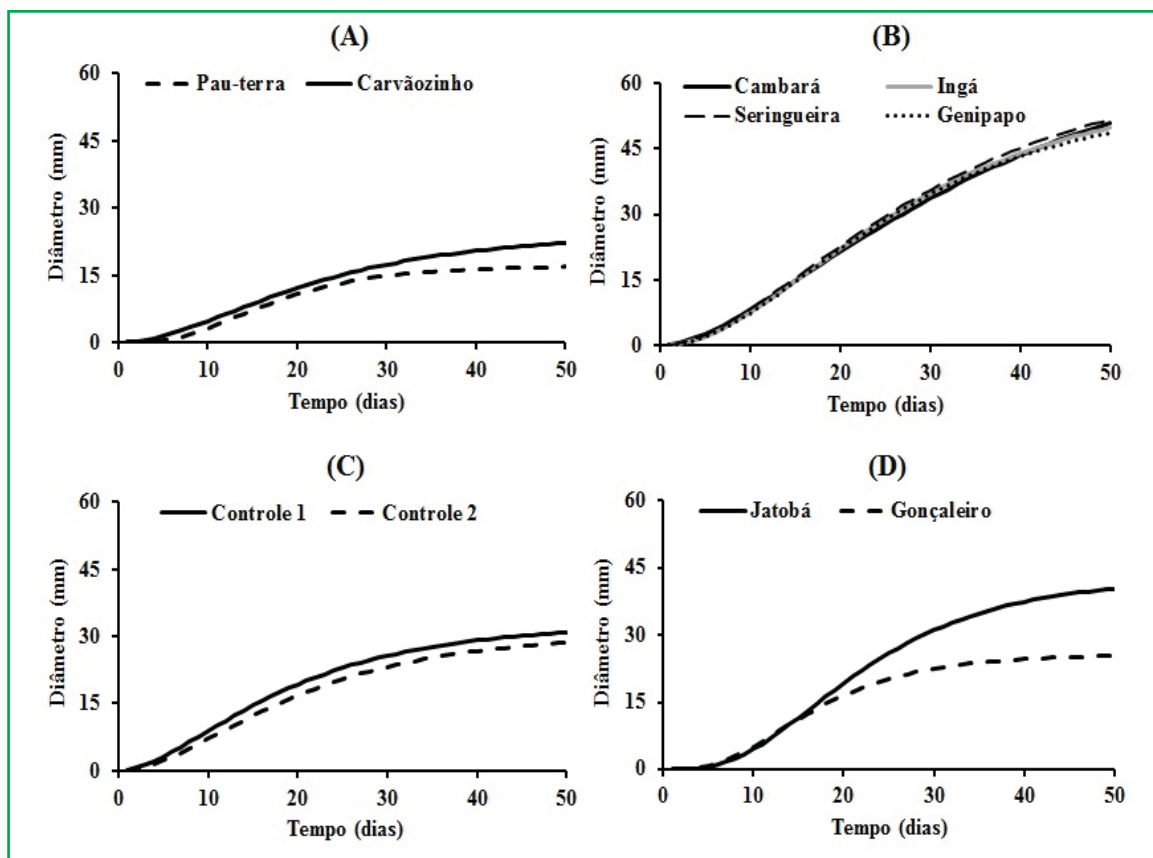 (A)
Pau-terra Carvãozinho
60
45
30
15
0
Diâmetro (mm)
0 10 20 30 40 50
Tempo (dias)
(B)
Cambará Ingá
Seringueira Genipapo
60
45
30
15
0
Diâmetro (mm)
0 10 20 30 40 50
Tempo (dias)
(C)
Controle 1 Controle 2
60
45
30
15
0
Diâmetro (mm)
0 10 20 30 40 50
Tempo (dias)
(D)
Jatobá Gonçaleiro
60
45
30
15
0
Diâmetro (mm)
0 10 20 30 40 50
Tempo (dias)